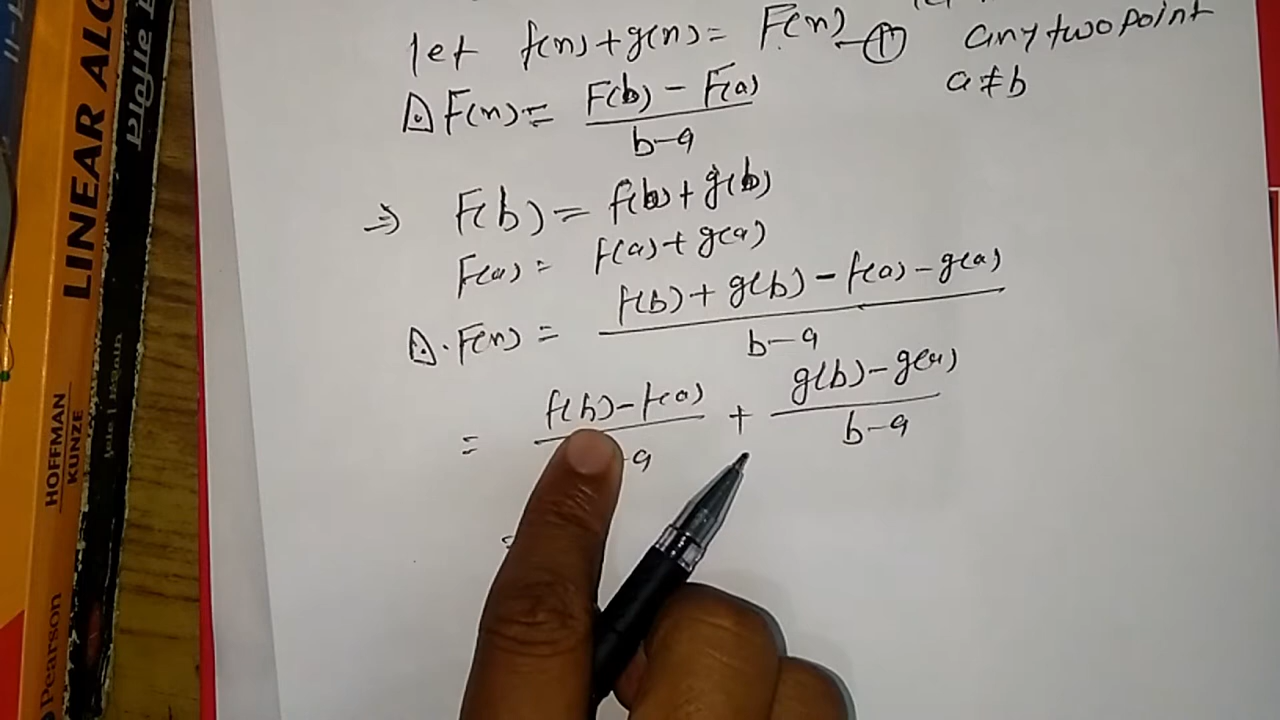 let f(n)+g(n)= F(n) —①
any two point
a≠b
F(n)= F(b) - F(a)
b-a
⇒ F(b) = f(b)+g(b)
F(a) = f(a)+g(a)
F(n) = f(b)+g(b)-f(a)-g(a)
b-a
= f(b)-f(a) + g(b)-g(a)
-a b-a
LINEAR ALG
HOFFMAN
KUNZE
Pearson